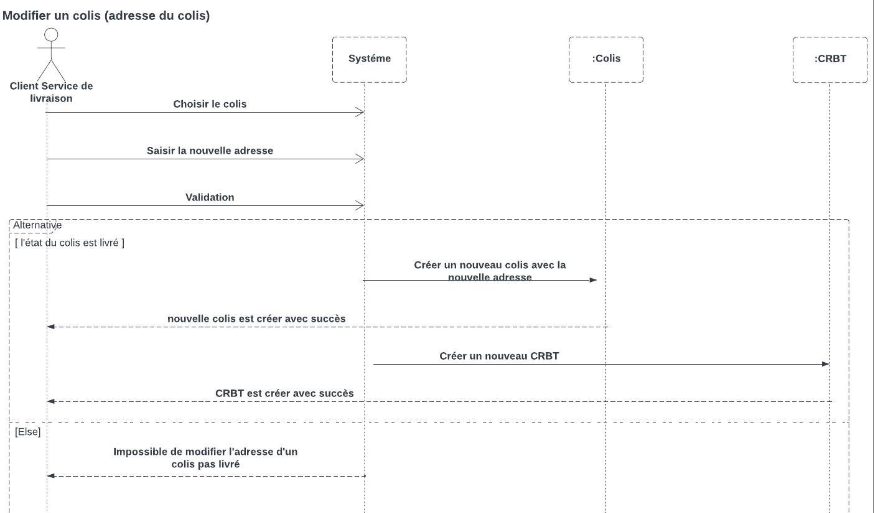 Modifier un colis (adresse du colis)
Systéme
:Colis
:CRBT
Client Service de
livraison
Choisir le colis
Saisir la nouvelle adresse
Validation
Alternative
[ l'état du colis est livré ]
Créer un nouveau colis avec la
nouvelle adresse
nouvelle colis est créer avec succès
Créer un nouveau CRBT
CRBT est créer avec succès
[Else]
Impossible de modifier l'adresse d'un
colis pas livré